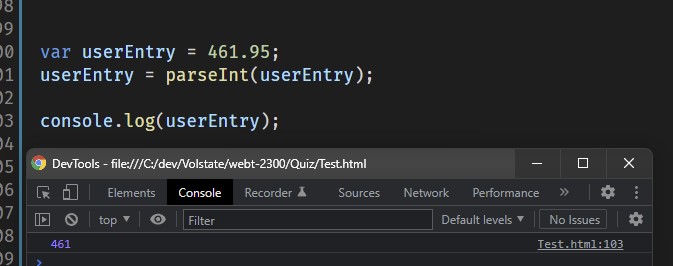 98
99
00
var userEntry = 461.95;
01
userEntry = parseInt(userEntry);
02
03
console.log(userEntry);
04
05
DevTools - file:///C:/dev/Volstate/webt-2300/Quiz/Test.html
06
Elements Console Recorder Sources Network Performance »
07
top ▼ Filter Default levels ▼ No Issues
08
461 Test.html:103
09
›